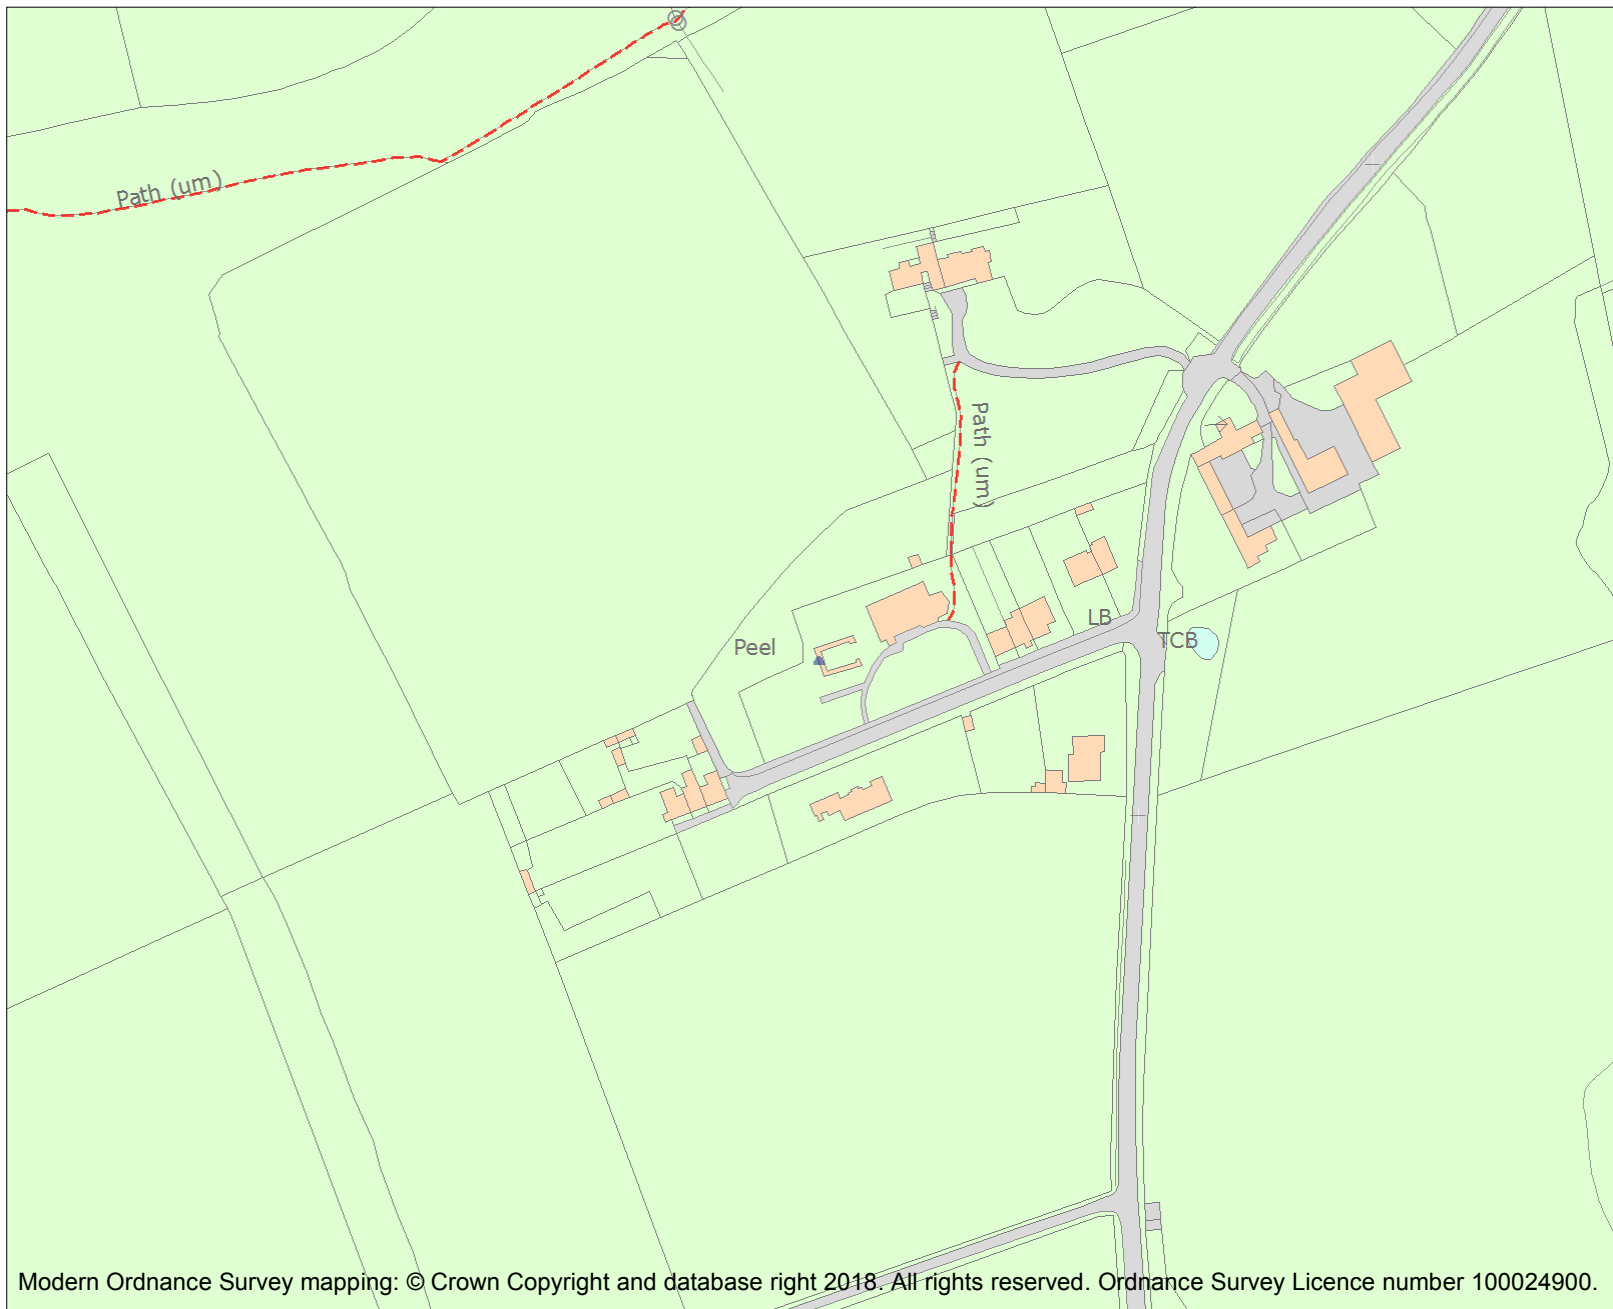 Path (um)
Path (um)
LB
TCB
Peel
Modern Ordnance Survey mapping: © Crown Copyright and database right 2018. All rights reserved. Ordnance Survey Licence number 100024900.